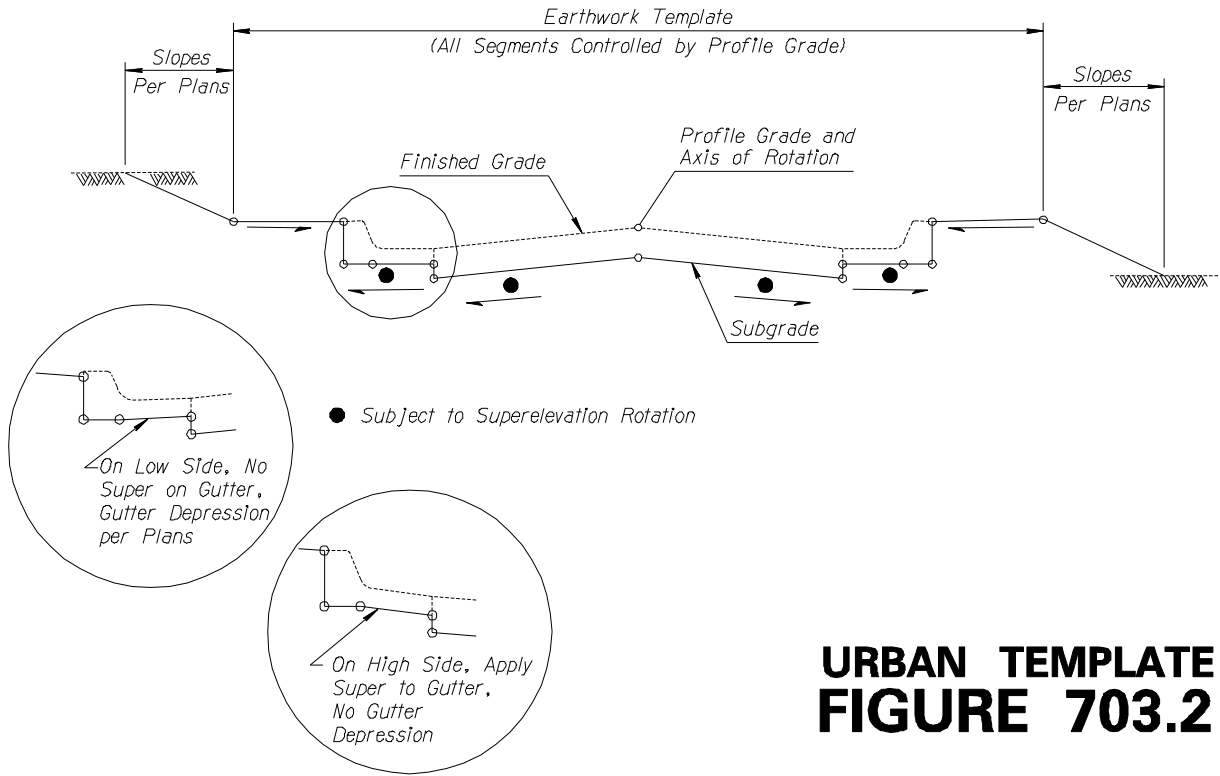 Earthwork Template
(All Segments Controlled by Profile Grade)
Slopes
Per Plans
Slopes
Per Plans
Profile Grade and
Axis of Rotation
Finished Grade
Subgrade
Subject to Superelevation Rotation
On Low Side, No
Super on Gutter,
Gutter Depression
per Plans
On High Side, Apply
Super to Gutter,
No Gutter
Depression
URBAN TEMPLATE
FIGURE 703.2